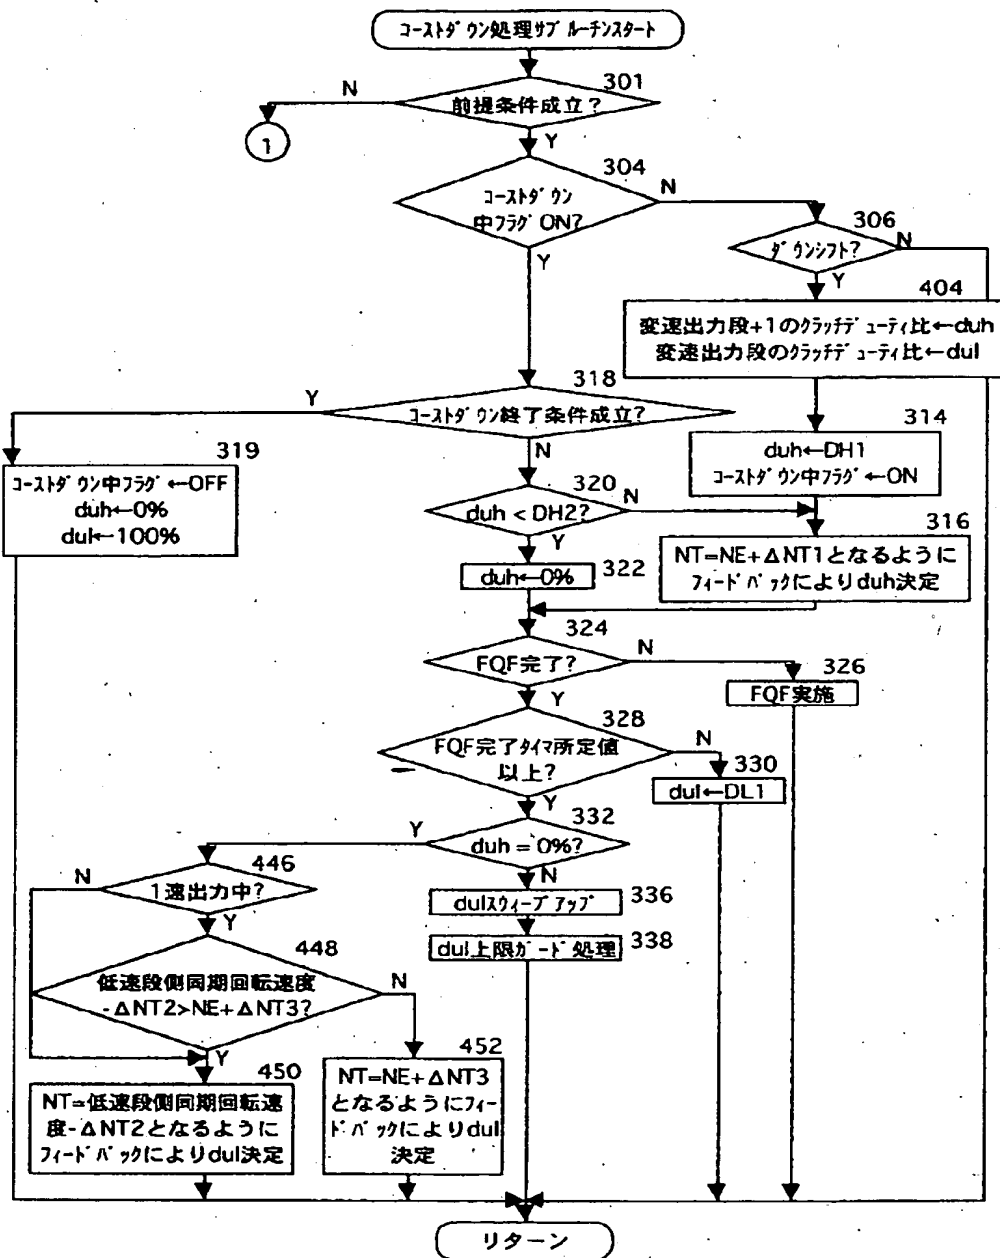 コーストダウン処理サブルーチンスタート
301
N
前提条件成立?
1
Y
304
コーストダウン
中フラグON?
N
306
ダウンシフト?
N
Y
Y
404
変速出力段+1のクラッチデューティ比←duh
変速出力段のクラッチデューティ比←dul
318
Y
コーストダウン終了条件成立?
314
duh←DH1
コーストダウン中フラグ←ON
319
コーストダウン中フラグ←OFF
duh←0%
dul←100%
N
320
duh<DH2?
N
316
NT=NE+ΔNT1となるように
フィードバックによりduh決定
Y
duh←0%
322
324
FQF完了?
N
326
FQF実施
Y
328
FQF完了タイマ所定値
以上?
N
330
dul←DL1
Y
332
duh=0%?
Y
446
N
1速出力中?
N
dulスウィープアップ
336
Y
dul上限ガード処理
338
448
低速段側同期回転速度
-ΔNT2>NE+ΔNT3?
N
Y
450
NT=低速段側同期回転速
度-ΔNT2となるように
フィードバックによりdul決定
452
NT=NE+ΔNT3
となるようにフィー
ドバックによりdul
決定
リターン